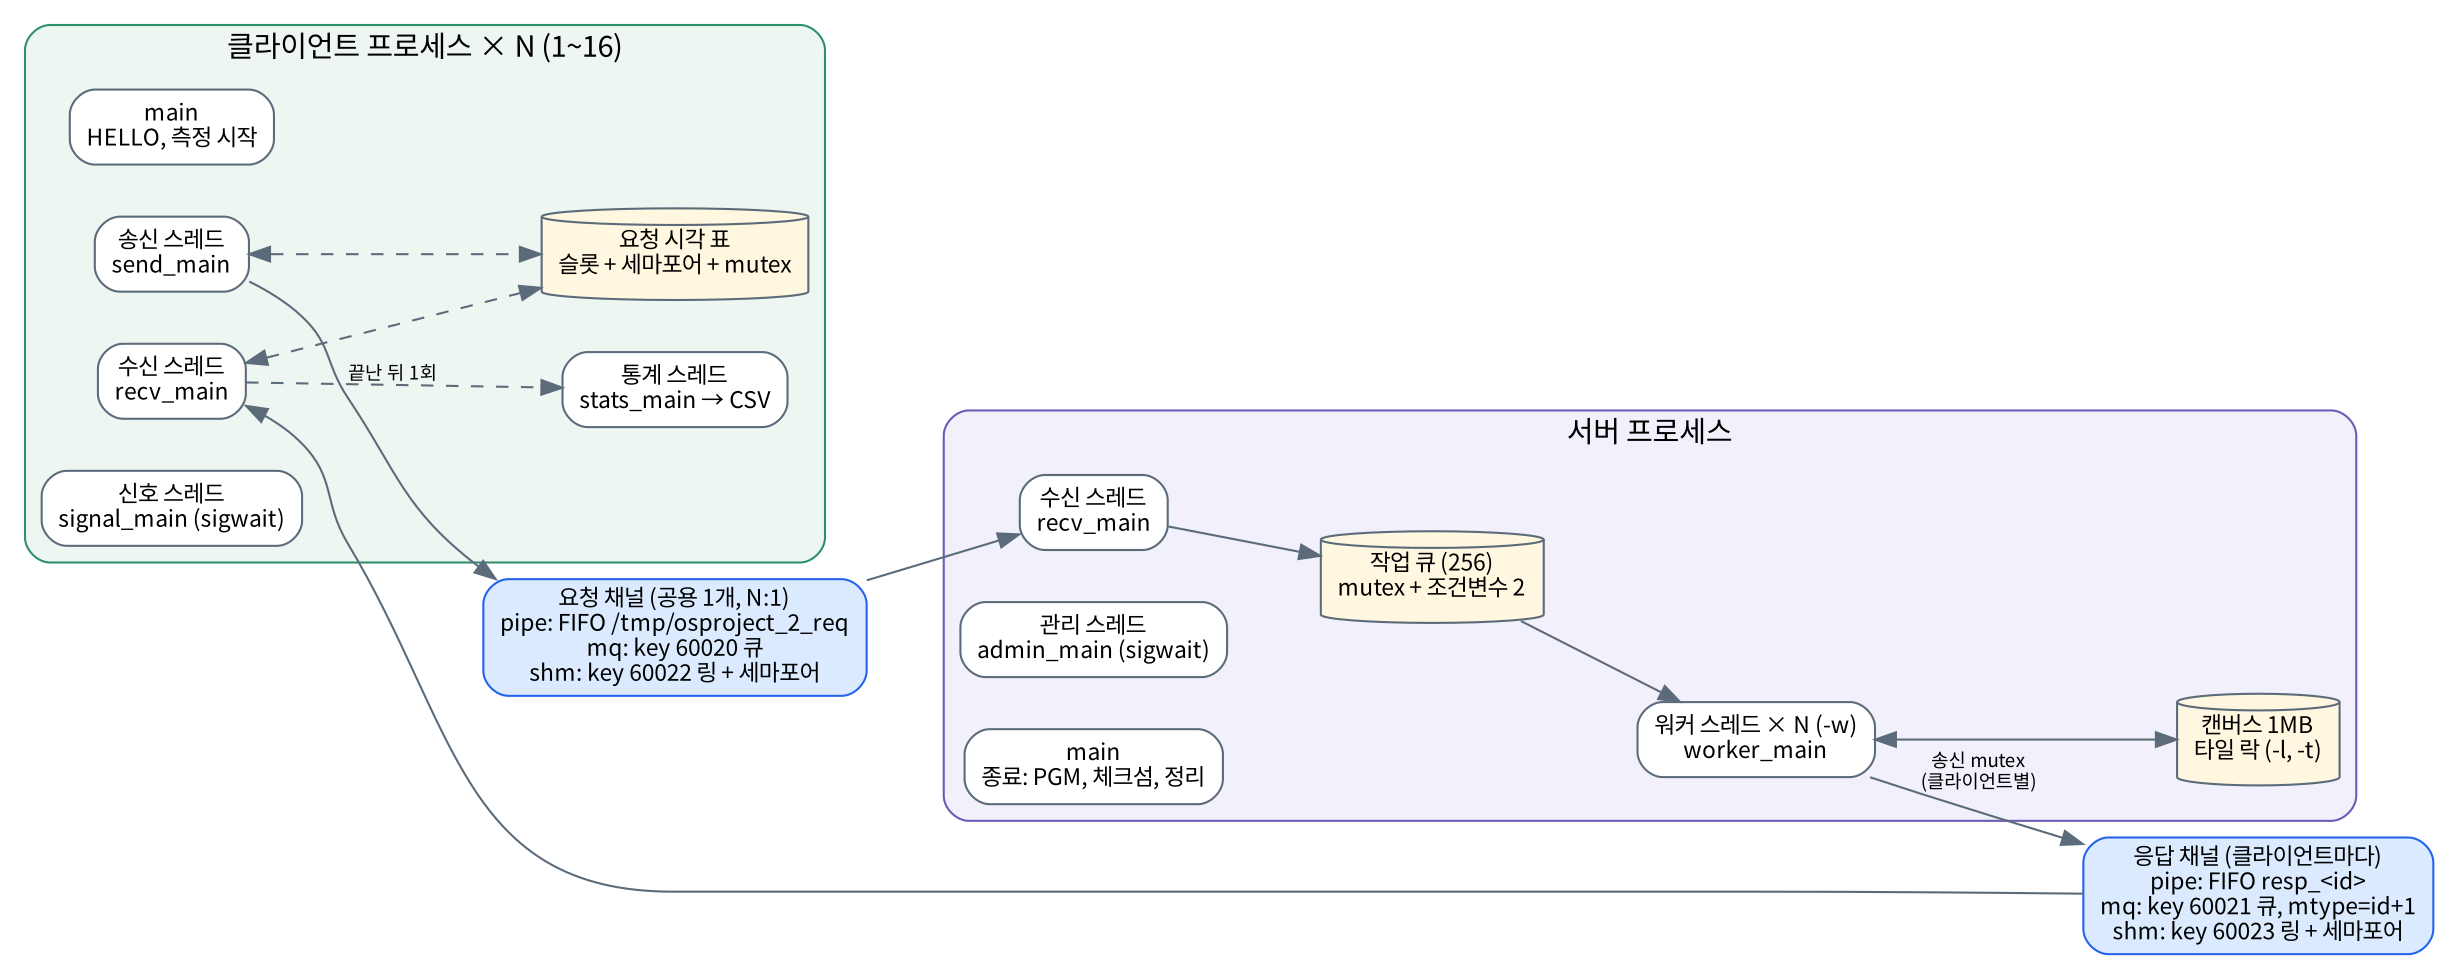 클라이언트 프로세스 × N (1~16)
main
HELLO, 측정 시작
송신 스레드
send_main
요청 시각 표
슬롯 + 세마포어 + mutex
수신 스레드
recv_main
끝난 뒤 1회
통계 스레드
stats_main → CSV
신호 스레드
signal_main (sigwait)
요청 채널 (공용 1개, N:1)
pipe: FIFO /tmp/osproject_2_req
mq: key 60020 큐
shm: key 60022 링 + 세마포어
서버 프로세스
수신 스레드
recv_main
작업 큐 (256)
mutex + 조건변수 2
관리 스레드
admin_main (sigwait)
main
종료: PGM, 체크섬, 정리
워커 스레드 × N (-w)
worker_main
송신 mutex
(클라이언트별)
캔버스 1MB
타일 락 (-l, -t)
응답 채널 (클라이언트마다)
pipe: FIFO resp_<id>
mq: key 60021 큐, mtype=id+1
shm: key 60023 링 + 세마포어